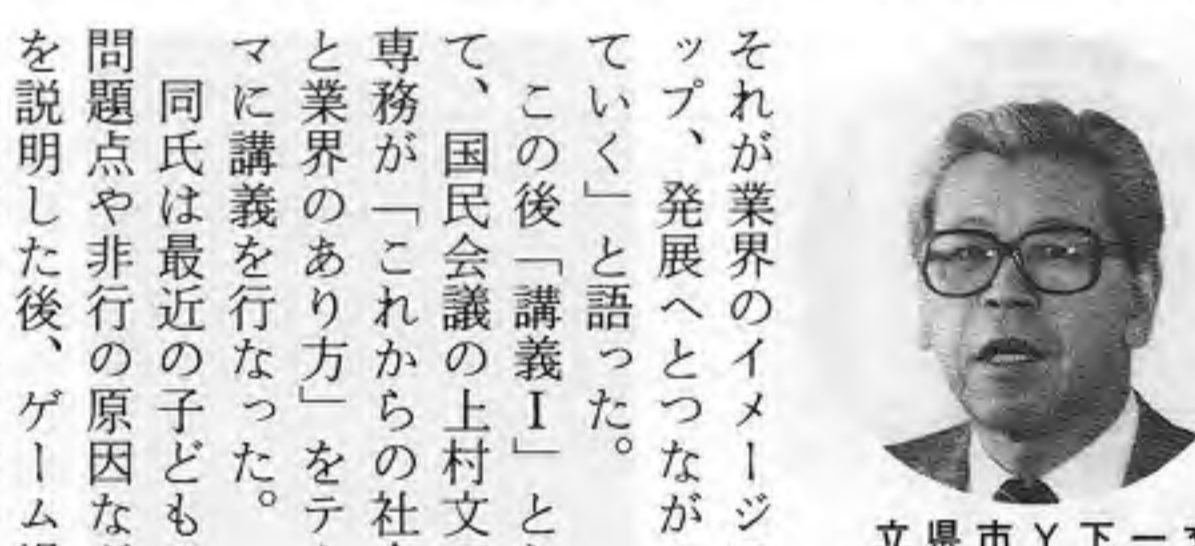 それが業界のイメージ
ップ、発展へとつなが
ていく」と語った。
この後「講義Ⅰ」と
て、国民会議の上村文
専務が「これからの社
と業界のあり方」をテ
マに講義を行なった。
同氏は最近の子ども
問題点や非行の原因な
を説明した後、ゲーム